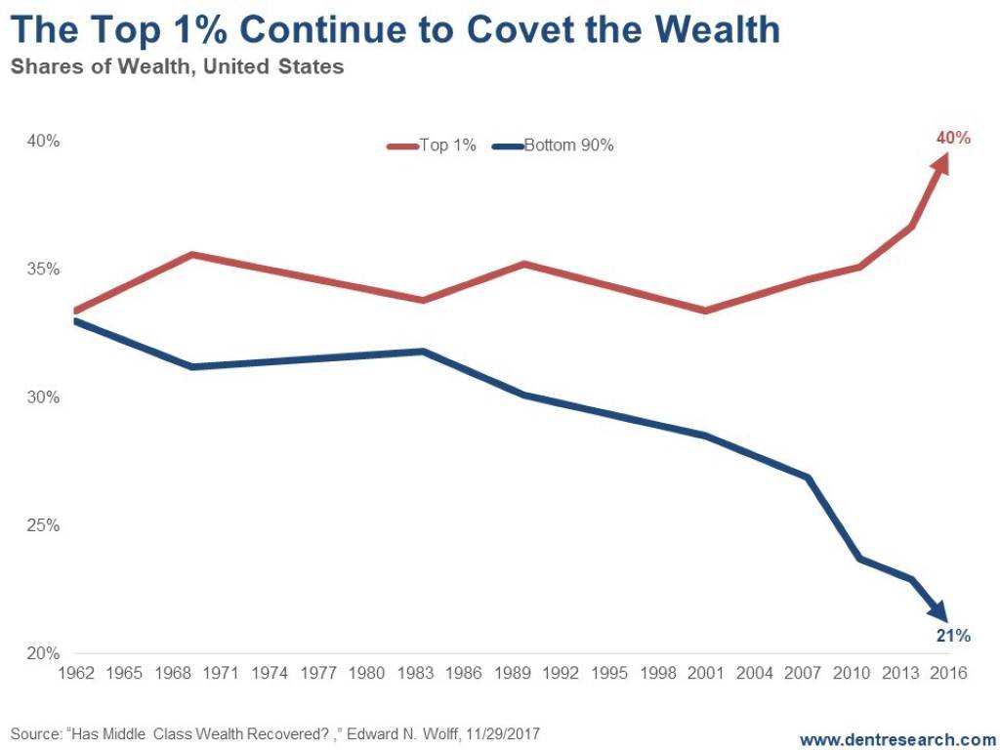 The Top 1% Continue to Covet the Wealth
Shares of Wealth, United States
40%
Top 1% Bottom 90%
40%
35%
30%
25%
21%
20%
1962 1965 1968 1971 1974 1977 1980 1983 1986 1989 1992 1995 1998 2001 2004 2007 2010 2013 2016
Source: “Has Middle Class Wealth Recovered? ,” Edward N. Wolff, 11/29/2017
www.dentresearch.com